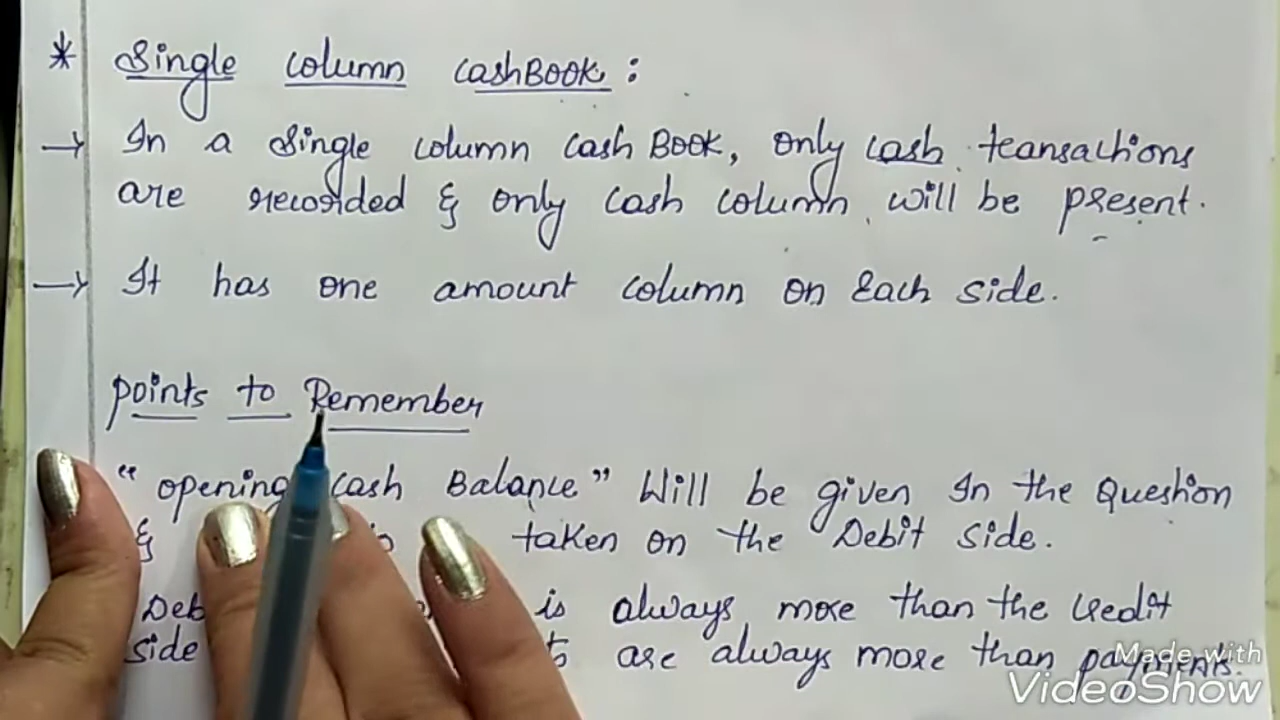 * Single column cashBook :
→ In a single column cash Book, only cash transactions
are recorded & only cash column will be present.
→ It has one amount column on Each side.
points to Remember
"opening cash Balance" Will be given In the Question
& taken on the Debit side.
is always more than the credit
side are always more than payments.
Made with
VideoShow